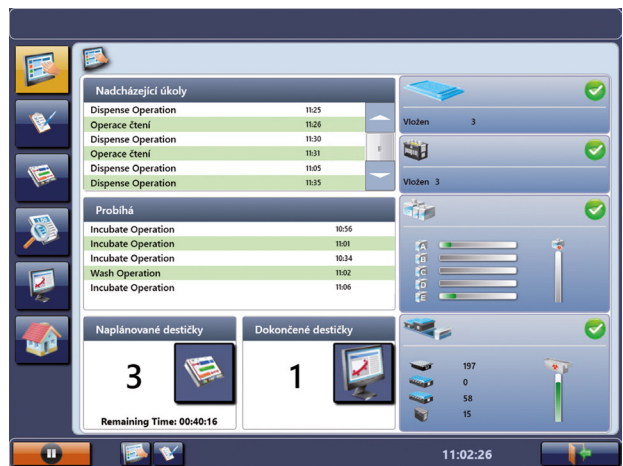 Nadcházející úkoly
Dispense Operation 11:25
Operace čtení 11:26
Dispense Operation 11:30
Operace čtení 11:31
Dispense Operation 11:05
Dispense Operation 11:35
Vložen 3
Vložen 3
Probíhá
Incubate Operation 10:56
Incubate Operation 11:01
Incubate Operation 10:34
Wash Operation 11:02
Incubate Operation 11:06
A
B
C
D
E
Naplánované destičky
3
Remaining Time: 00:40:16
Dokončené destičky
1
197
0
58
15
11:02:26